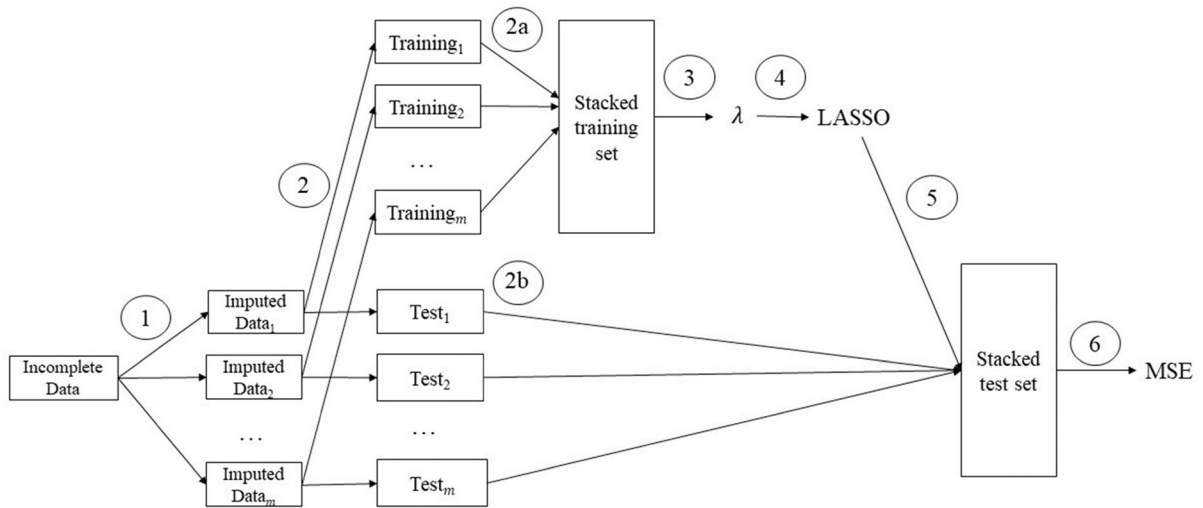 2a
Training₁
Training₂
...
Trainingₘ
Stacked
training
set
3
λ
4
LASSO
2
5
1
Incomplete
Data
Imputed
Data₁
Imputed
Data₂
...
Imputed
Dataₘ
2b
Test₁
Test₂
...
Testₘ
Stacked
test set
6
MSE